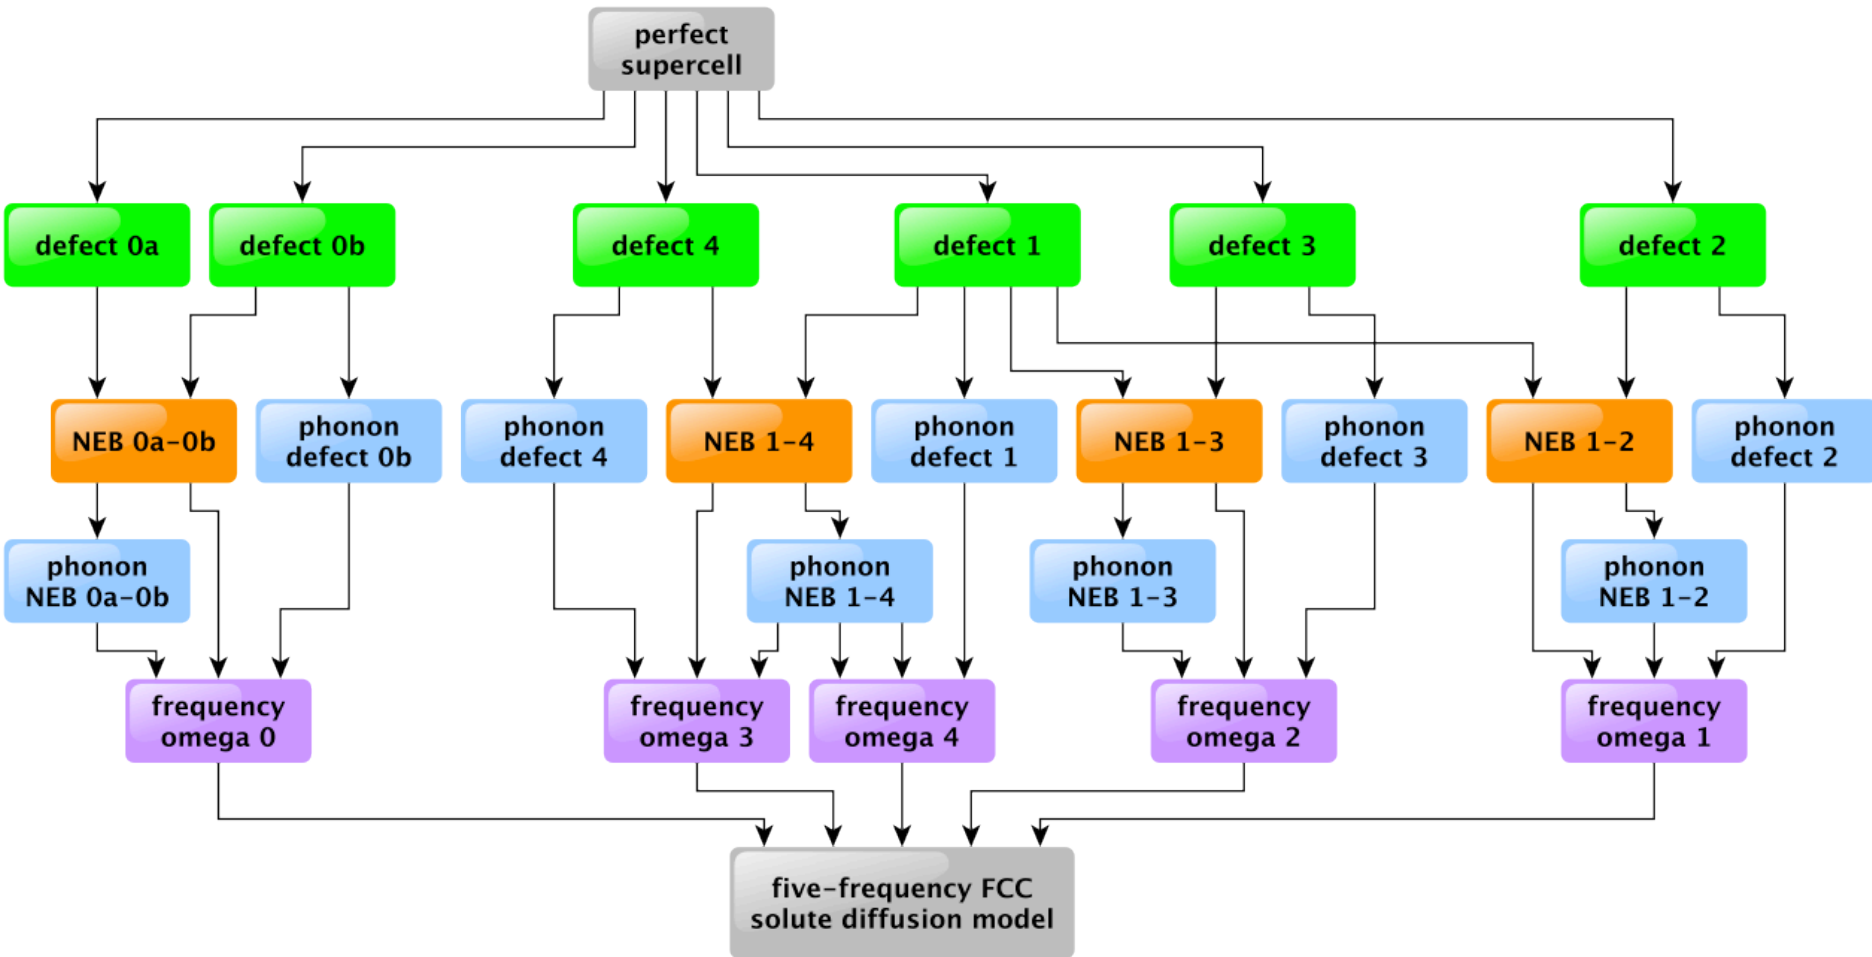 perfect
supercell
defect 0a
defect 0b
defect 4
defect 1
defect 3
defect 2
NEB 0a-0b
phonon
defect 0b
phonon
defect 4
NEB 1-4
phonon
defect 1
NEB 1-3
phonon
defect 3
NEB 1-2
phonon
defect 2
phonon
NEB 0a-0b
phonon
NEB 1-4
phonon
NEB 1-3
phonon
NEB 1-2
frequency
omega 0
frequency
omega 3
frequency
omega 4
frequency
omega 2
frequency
omega 1
five-frequency FCC
solute diffusion model